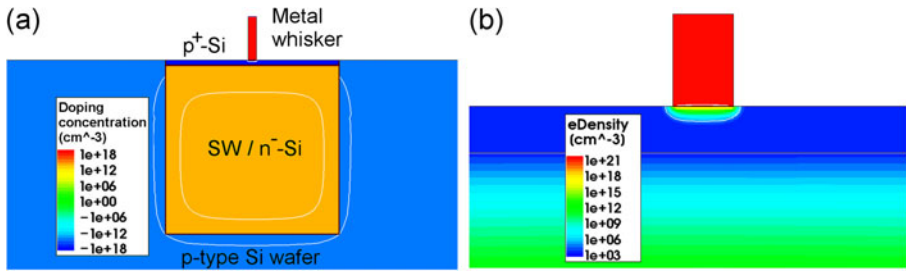 (a)
Metal
whisker
p⁺-Si
Doping
concentration
(cm^-3)
1e+18
1e+12
1e+06
1e+00
−1e+06
−1e+12
−1e+18
SW / n⁻-Si
p-type Si wafer
(b)
eDensity
(cm^-3)
1e+21
1e+18
1e+15
1e+12
1e+09
1e+06
1e+03